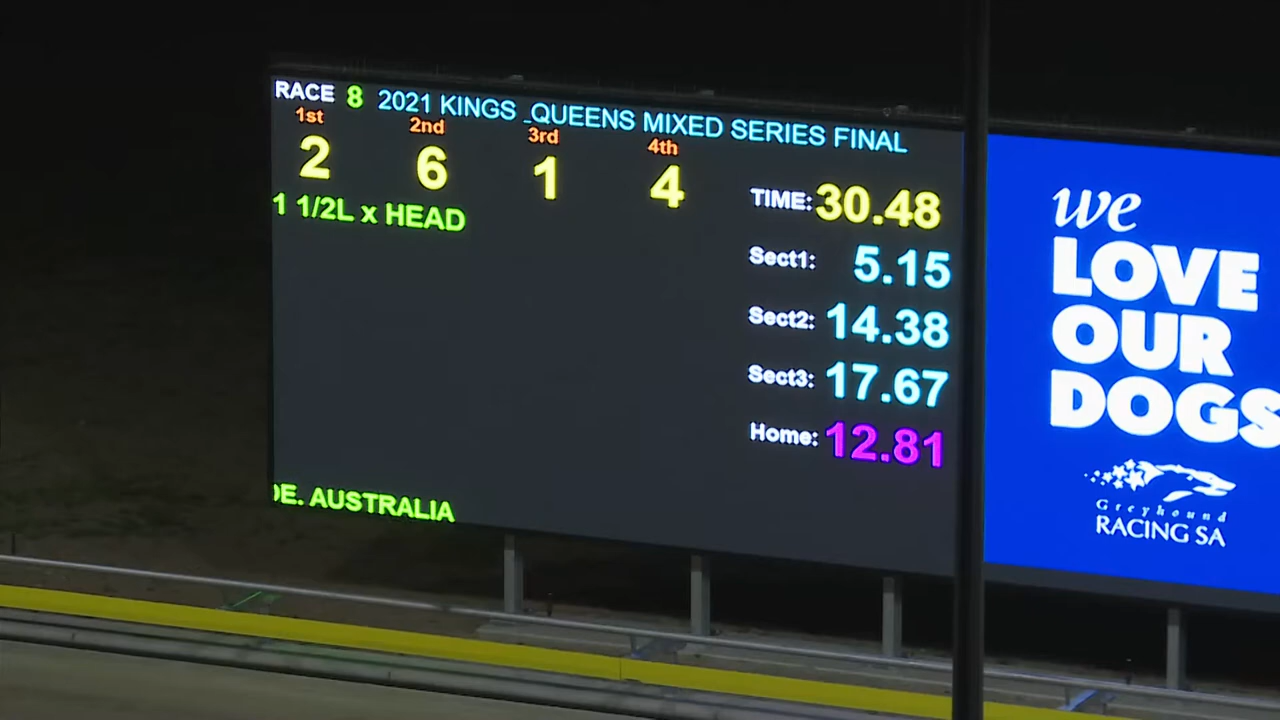 RACE 8 2021 KINGS _QUEENS MIXED SERIES FINAL
1st 2nd 3rd 4th
2 6 1 4
1 1/2L x HEAD
TIME: 30.48
Sect1: 5.15
Sect2: 14.38
Sect3: 17.67
Home: 12.81
DE. AUSTRALIA
we
LOVE
OUR
DOGS
Greyhound
RACING SA